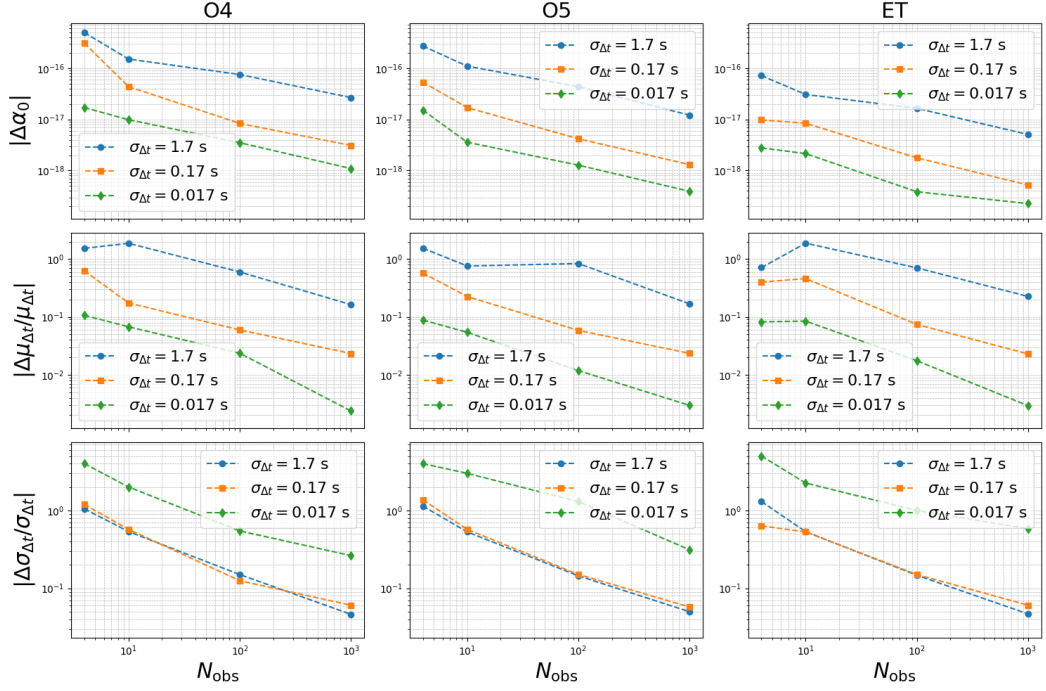 O4
O5
ET
|Δα₀|
10⁻¹⁶
10⁻¹⁷
10⁻¹⁸
σ_Δt = 1.7 s
σ_Δt = 0.17 s
σ_Δt = 0.017 s
10⁻¹⁶
10⁻¹⁷
10⁻¹⁸
σ_Δt = 1.7 s
σ_Δt = 0.17 s
σ_Δt = 0.017 s
10⁻¹⁶
10⁻¹⁷
10⁻¹⁸
σ_Δt = 1.7 s
σ_Δt = 0.17 s
σ_Δt = 0.017 s
|Δμ_Δt/μ_Δt|
10⁰
10⁻¹
10⁻²
σ_Δt = 1.7 s
σ_Δt = 0.17 s
σ_Δt = 0.017 s
10⁰
10⁻¹
10⁻²
σ_Δt = 1.7 s
σ_Δt = 0.17 s
σ_Δt = 0.017 s
10⁰
10⁻¹
10⁻²
σ_Δt = 1.7 s
σ_Δt = 0.17 s
σ_Δt = 0.017 s
|Δσ_Δt/σ_Δt|
10⁰
10⁻¹
σ_Δt = 1.7 s
σ_Δt = 0.17 s
σ_Δt = 0.017 s
10⁰
10⁻¹
σ_Δt = 1.7 s
σ_Δt = 0.17 s
σ_Δt = 0.017 s
10⁰
10⁻¹
σ_Δt = 1.7 s
σ_Δt = 0.17 s
σ_Δt = 0.017 s
10¹ 10² 10³
10¹ 10² 10³
10¹ 10² 10³
N_obs
N_obs
N_obs